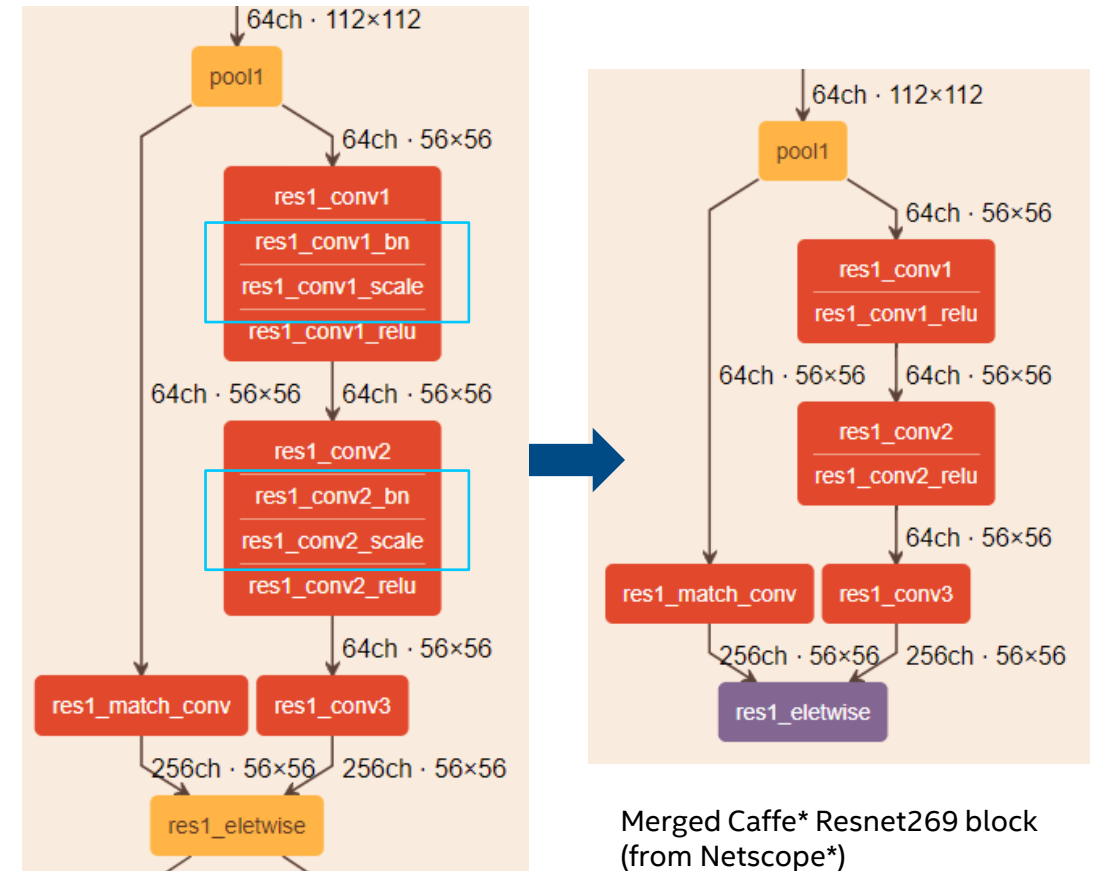 64ch · 112×112
pool1
64ch · 56×56
res1_conv1
res1_conv1_bn
res1_conv1_scale
res1_conv1_relu
64ch · 56×56
64ch · 56×56
res1_conv2
res1_conv2_bn
res1_conv2_scale
res1_conv2_relu
64ch · 56×56
res1_match_conv
res1_conv3
256ch · 56×56
256ch · 56×56
res1_eletwise
64ch · 112×112
pool1
64ch · 56×56
res1_conv1
res1_conv1_relu
64ch · 56×56
64ch · 56×56
res1_conv2
res1_conv2_relu
64ch · 56×56
res1_match_conv
res1_conv3
256ch · 56×56
256ch · 56×56
res1_eletwise
Merged Caffe* Resnet269 block
(from Netscope*)